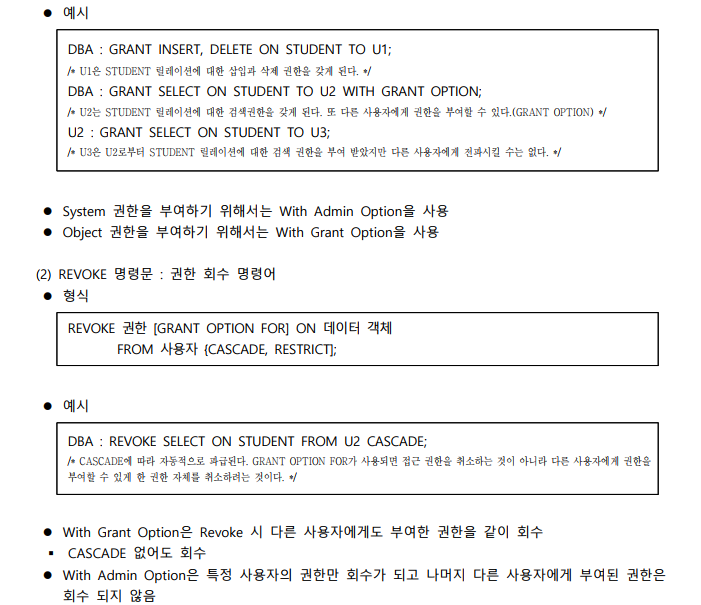 ● 예시
DBA : GRANT INSERT, DELETE ON STUDENT TO U1;
/* U1은 STUDENT 릴레이션에 대한 삽입과 삭제 권한을 갖게 된다. */
DBA : GRANT SELECT ON STUDENT TO U2 WITH GRANT OPTION;
/* U2는 STUDENT 릴레이션에 대한 검색권한을 갖게 된다. 또 다른 사용자에게 권한을 부여할 수 있다.(GRANT OPTION) */
U2 : GRANT SELECT ON STUDENT TO U3;
/* U3은 U2로부터 STUDENT 릴레이션에 대한 검색 권한을 부여 받았지만 다른 사용자에게 전파시킬 수는 없다. */
● System 권한을 부여하기 위해서는 With Admin Option을 사용
● Object 권한을 부여하기 위해서는 With Grant Option을 사용
(2) REVOKE 명령문 : 권한 회수 명령어
● 형식
REVOKE 권한 [GRANT OPTION FOR] ON 데이터 객체
FROM 사용자 {CASCADE, RESTRICT];
● 예시
DBA : REVOKE SELECT ON STUDENT FROM U2 CASCADE;
/* CASCADE에 따라 자동적으로 파급된다. GRANT OPTION FOR가 사용되면 접근 권한을 취소하는 것이 아니라 다른 사용자에게 권한을
부여할 수 있게 한 권한 자체를 취소하려는 것이다. */
● With Grant Option은 Revoke 시 다른 사용자에게도 부여한 권한을 같이 회수
▪ CASCADE 없어도 회수
● With Admin Option은 특정 사용자의 권한만 회수가 되고 나머지 다른 사용자에게 부여된 권한은
회수 되지 않음